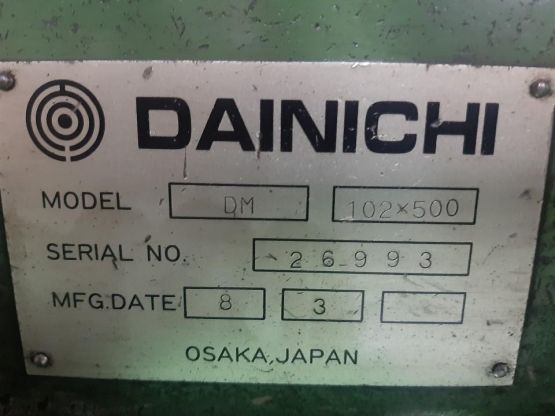 DAINICHI
MODEL DM 102×500
SERIAL NO. 26993
MFG.DATE 8 3
OSAKA,JAPAN